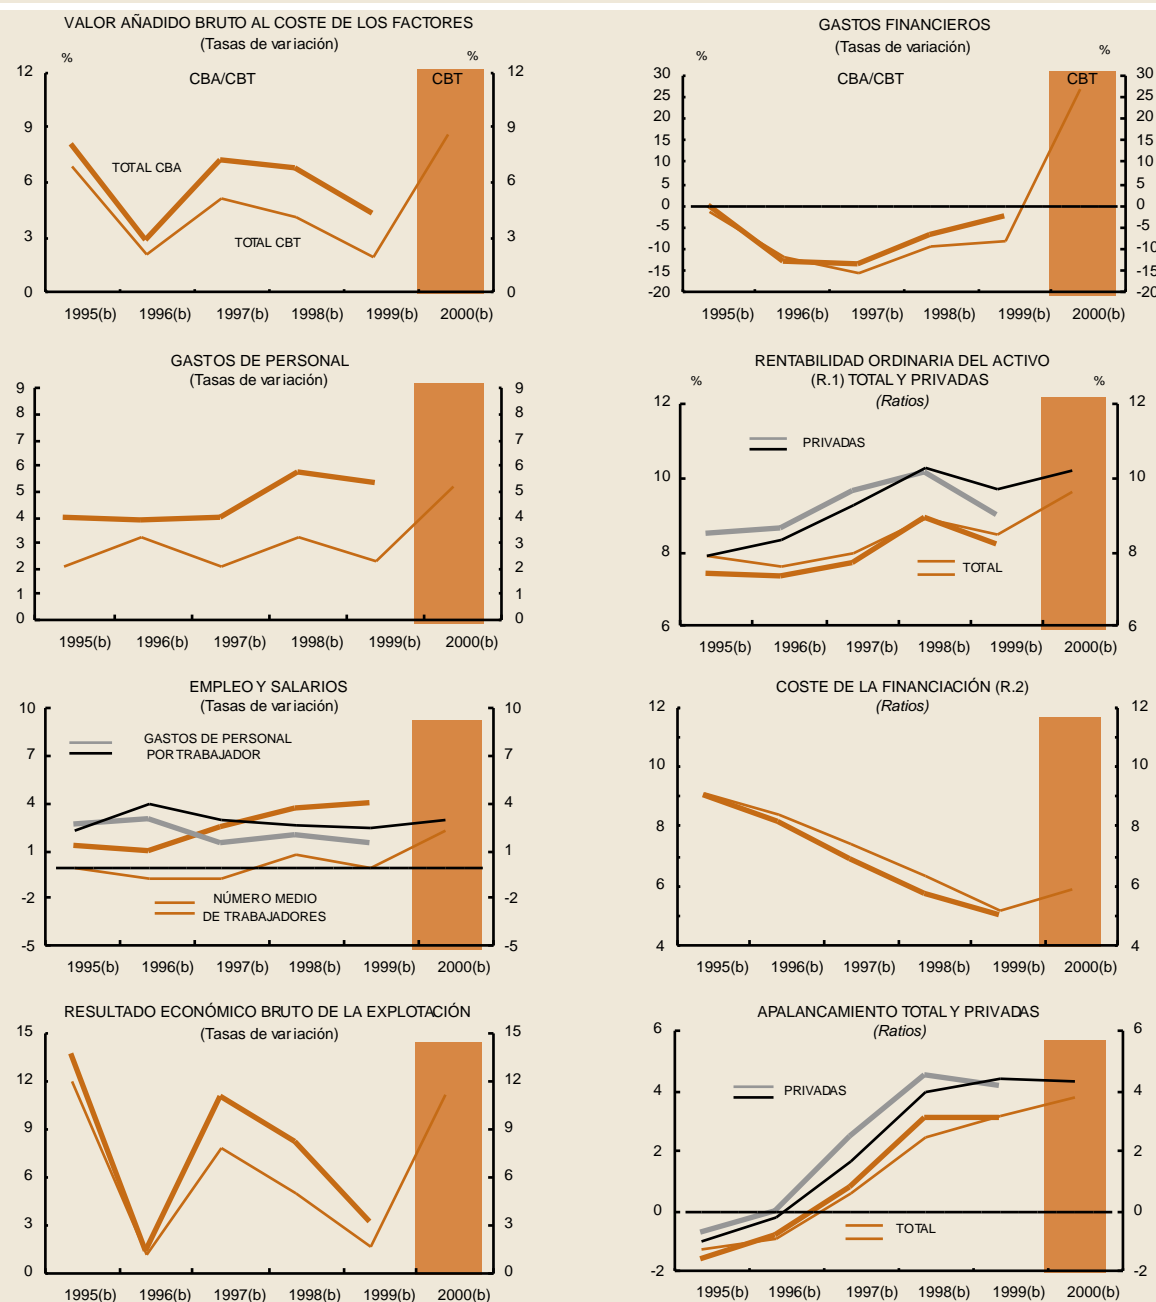 VALOR AÑADIDO BRUTO AL COSTE DE LOS FACTORES
(Tasas de variación)
% %
CBA/CBT CBT
12 12
9 9
TOTAL CBA
6 6
TOTAL CBT
3 3
0 0
1995(b) 1996(b) 1997(b) 1998(b) 1999(b) 2000(b)
GASTOS FINANCIEROS
(Tasas de variación)
% %
CBA/CBT CBT
30 30
25 25
20 20
15 15
10 10
5 5
0 0
-5 -5
-10 -10
-15 -15
-20 -20
1995(b) 1996(b) 1997(b) 1998(b) 1999(b) 2000(b)
GASTOS DE PERSONAL
(Tasas de variación)
9 9
8 8
7 7
6 6
5 5
4 4
3 3
2 2
1 1
0 0
1995(b) 1996(b) 1997(b) 1998(b) 1999(b) 2000(b)
RENTABILIDAD ORDINARIA DEL ACTIVO
(R.1) TOTAL Y PRIVADAS
(Ratios)
% %
12 12
PRIVADAS
10 10
8 8
TOTAL
6 6
1995(b) 1996(b) 1997(b) 1998(b) 1999(b) 2000(b)
EMPLEO Y SALARIOS
(Tasas de variación)
10 10
GASTOS DE PERSONAL
POR TRABAJADOR
7 7
4 4
1 1
-2 -2
NÚMERO MEDIO
DE TRABAJADORES
-5 -5
1995(b) 1996(b) 1997(b) 1998(b) 1999(b) 2000(b)
COSTE DE LA FINANCIACIÓN (R.2)
(Ratios)
12 12
10 10
8 8
6 6
4 4
1995(b) 1996(b) 1997(b) 1998(b) 1999(b) 2000(b)
RESULTADO ECONÓMICO BRUTO DE LA EXPLOTACIÓN
(Tasas de variación)
15 15
12 12
9 9
6 6
3 3
0 0
1995(b) 1996(b) 1997(b) 1998(b) 1999(b) 2000(b)
APALANCAMIENTO TOTAL Y PRIVADAS
(Ratios)
6 6
PRIVADAS
4 4
2 2
0 0
TOTAL
-2 -2
1995(b) 1996(b) 1997(b) 1998(b) 1999(b) 2000(b)